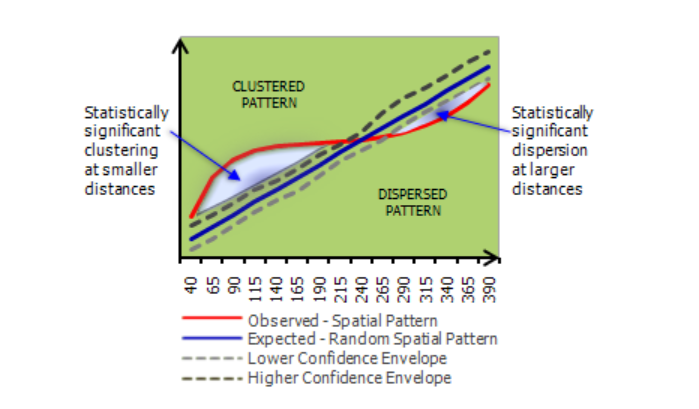 CLUSTERED
PATTERN
Statistically
significant
clustering
at smaller
distances
Statistically
significant
dispersion
at larger
distances
DISPERSED
PATTERN
40 65 90 115 140 165 190 215 240 265 290 315 340 365 390
Observed - Spatial Pattern
Expected - Random Spatial Pattern
Lower Confidence Envelope
Higher Confidence Envelope